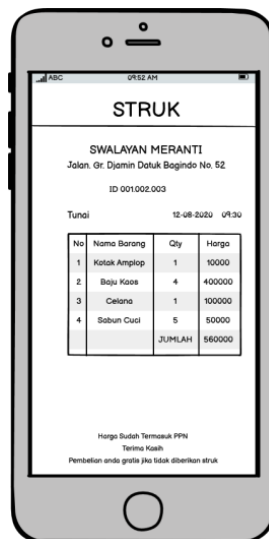 ABC 09:52 AM
STRUK
SWALAYAN MERANTI
Jalan. Gr. Djamin Datuk Bagindo No. 52
ID 001.002.003
Tunai 12-08-2020 09:30
No Nama Barang Qty Harga
1 Kotak Amplop 1 10000
2 Baju Kaos 4 400000
3 Celana 1 100000
4 Sabun Cuci 5 50000
JUMLAH 560000
Harga Sudah Termasuk PPN
Terima Kasih
Pembelian anda gratis jika tidak diberikan struk